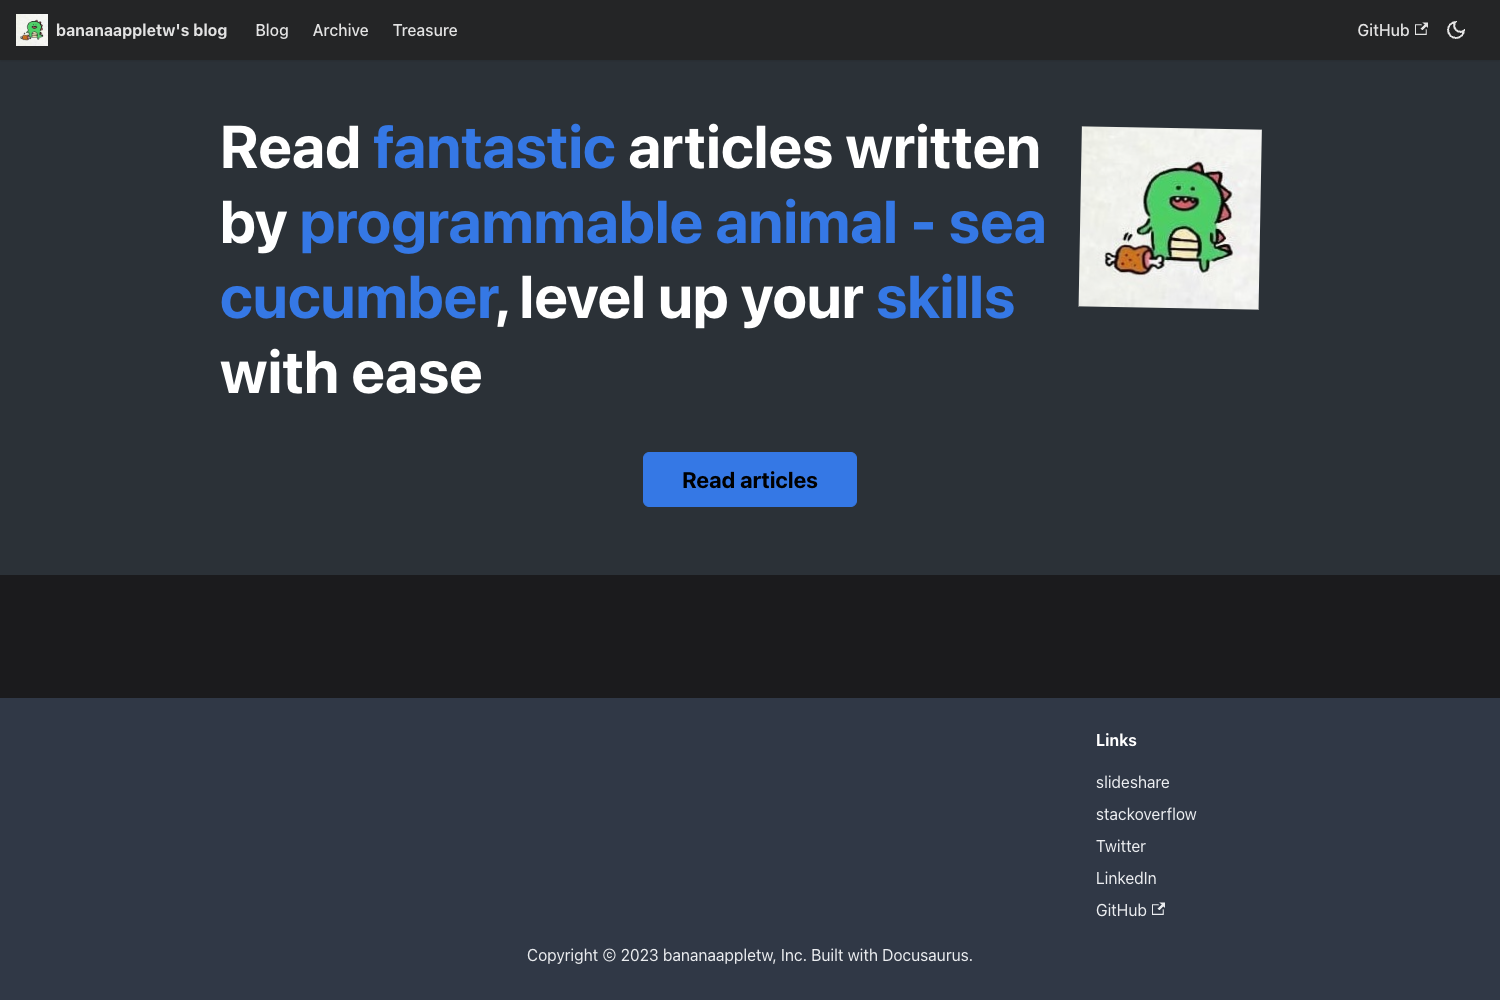 bananaappletw's blog Blog Archive Treasure GitHub
Read fantastic articles written
by programmable animal - sea
cucumber, level up your skills
with ease
Read articles
Links
slideshare
stackoverflow
Twitter
LinkedIn
GitHub
Copyright © 2023 bananaappletw, Inc. Built with Docusaurus.